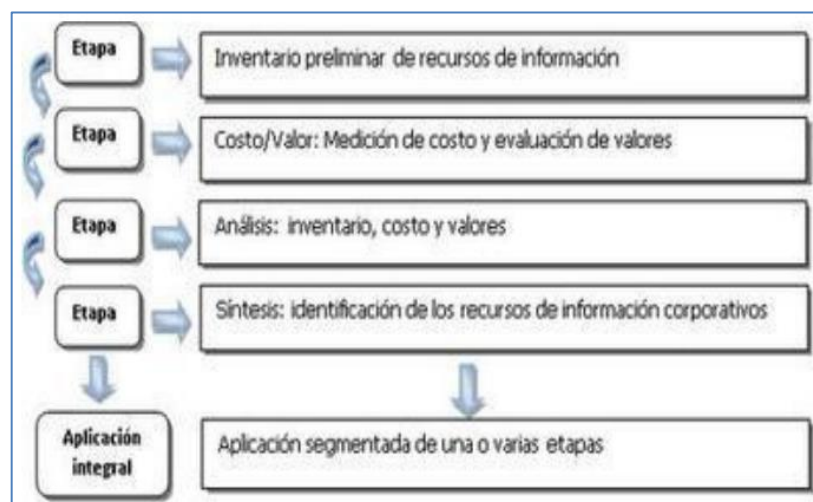 Etapa
Inventario preliminar de recursos de información
Etapa
Costo/Valor: Medición de costo y evaluación de valores
Etapa
Análisis: inventario, costo y valores
Etapa
Síntesis: identificación de los recursos de información corporativos
Aplicación
integral
Aplicación segmentada de una o varias etapas